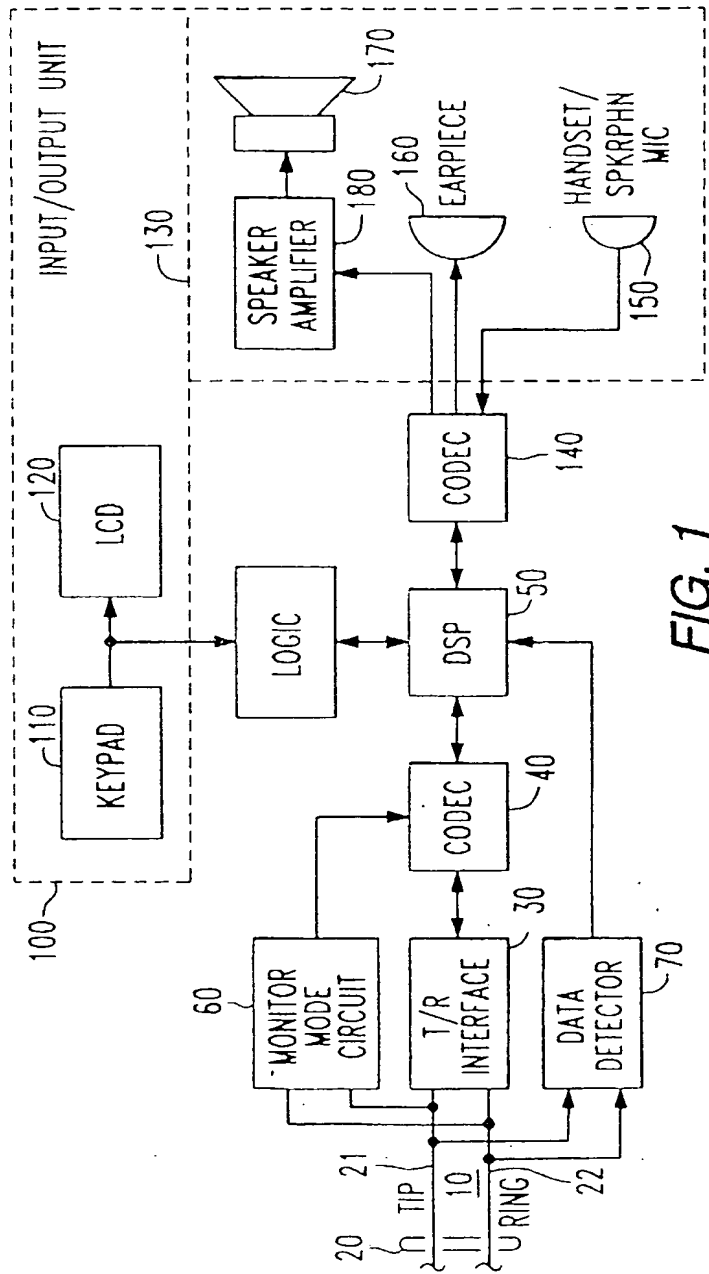 INPUT/OUTPUT UNIT
100
110
KEYPAD
120
LCD
130
SPEAKER
AMPLIFIER
180
170
160
EARPIECE
HANDSET/
SPKRPHN
MIC
150
LOGIC
60
MONITOR
MODE
CIRCUIT
T/R
INTERFACE
30
CODEC
40
DSP
50
CODEC
140
DATA
DETECTOR
70
20
TIP
21
10
RING
22
FIG. 1